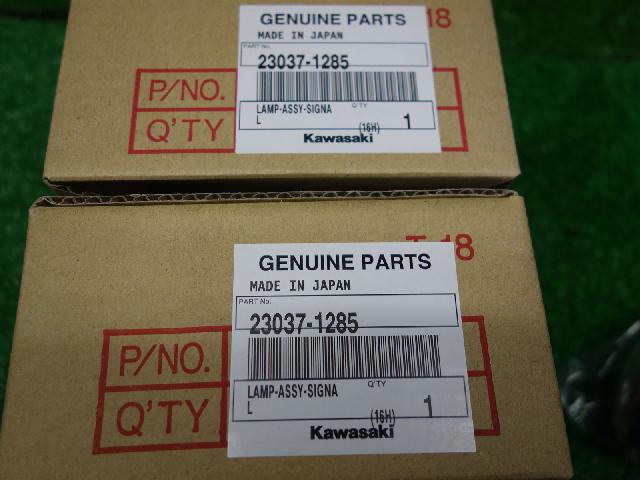 GENUINE PARTS
18
MADE IN JAPAN
PART No.
23037-1285
P/NO.
LAMP-ASSY-SIGNA
Q'TY
L
(16H)
1
Q'TY
Kawasaki
18
GENUINE PARTS
MADE IN JAPAN
PART No.
23037-1285
P/NO.
LAMP-ASSY-SIGNA
Q'TY
L
(16H)
1
Q'TY
Kawasaki